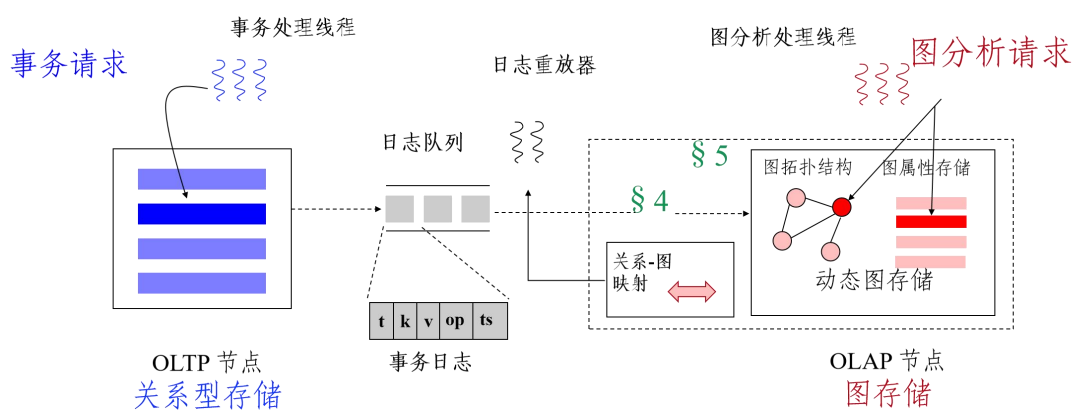 事务处理线程
图分析处理线程
事务请求
日志重放器
图分析请求
日志队列
§5
图拓扑结构
图属性存储
§4
关系-图
映射
动态图存储
t k v op ts
OLTP 节点
事务日志
OLAP 节点
关系型存储
图存储